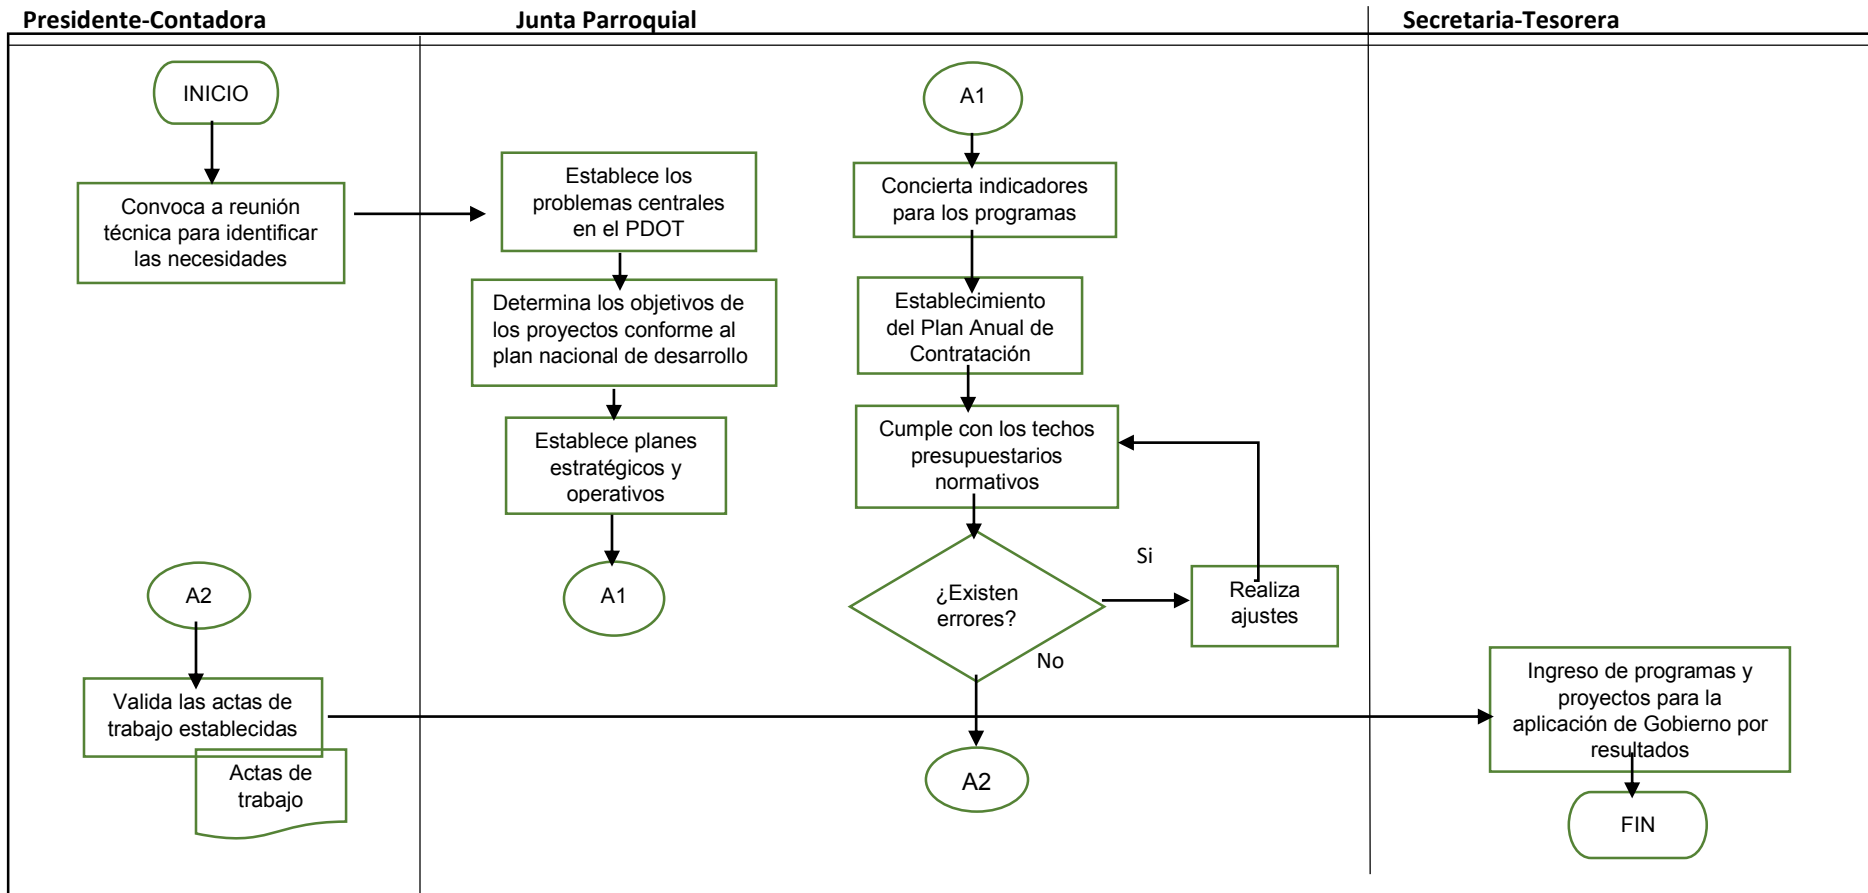 Presidente-Contadora
Junta Parroquial
Secretaria-Tesorera
INICIO
Convoca a reunión
técnica para identificar
las necesidades
A2
Valida las actas de
trabajo establecidas
Actas de
trabajo
Establece los
problemas centrales
en el PDOT
Determina los objetivos de
los proyectos conforme al
plan nacional de desarrollo
Establece planes
estratégicos y
operativos
A1
A1
Concierta indicadores
para los programas
Establecimiento
del Plan Anual de
Contratación
Cumple con los techos
presupuestarios
normativos
¿Existen
errores?
Si
Realiza
ajustes
No
A2
Ingreso de programas y
proyectos para la
aplicación de Gobierno por
resultados
FIN